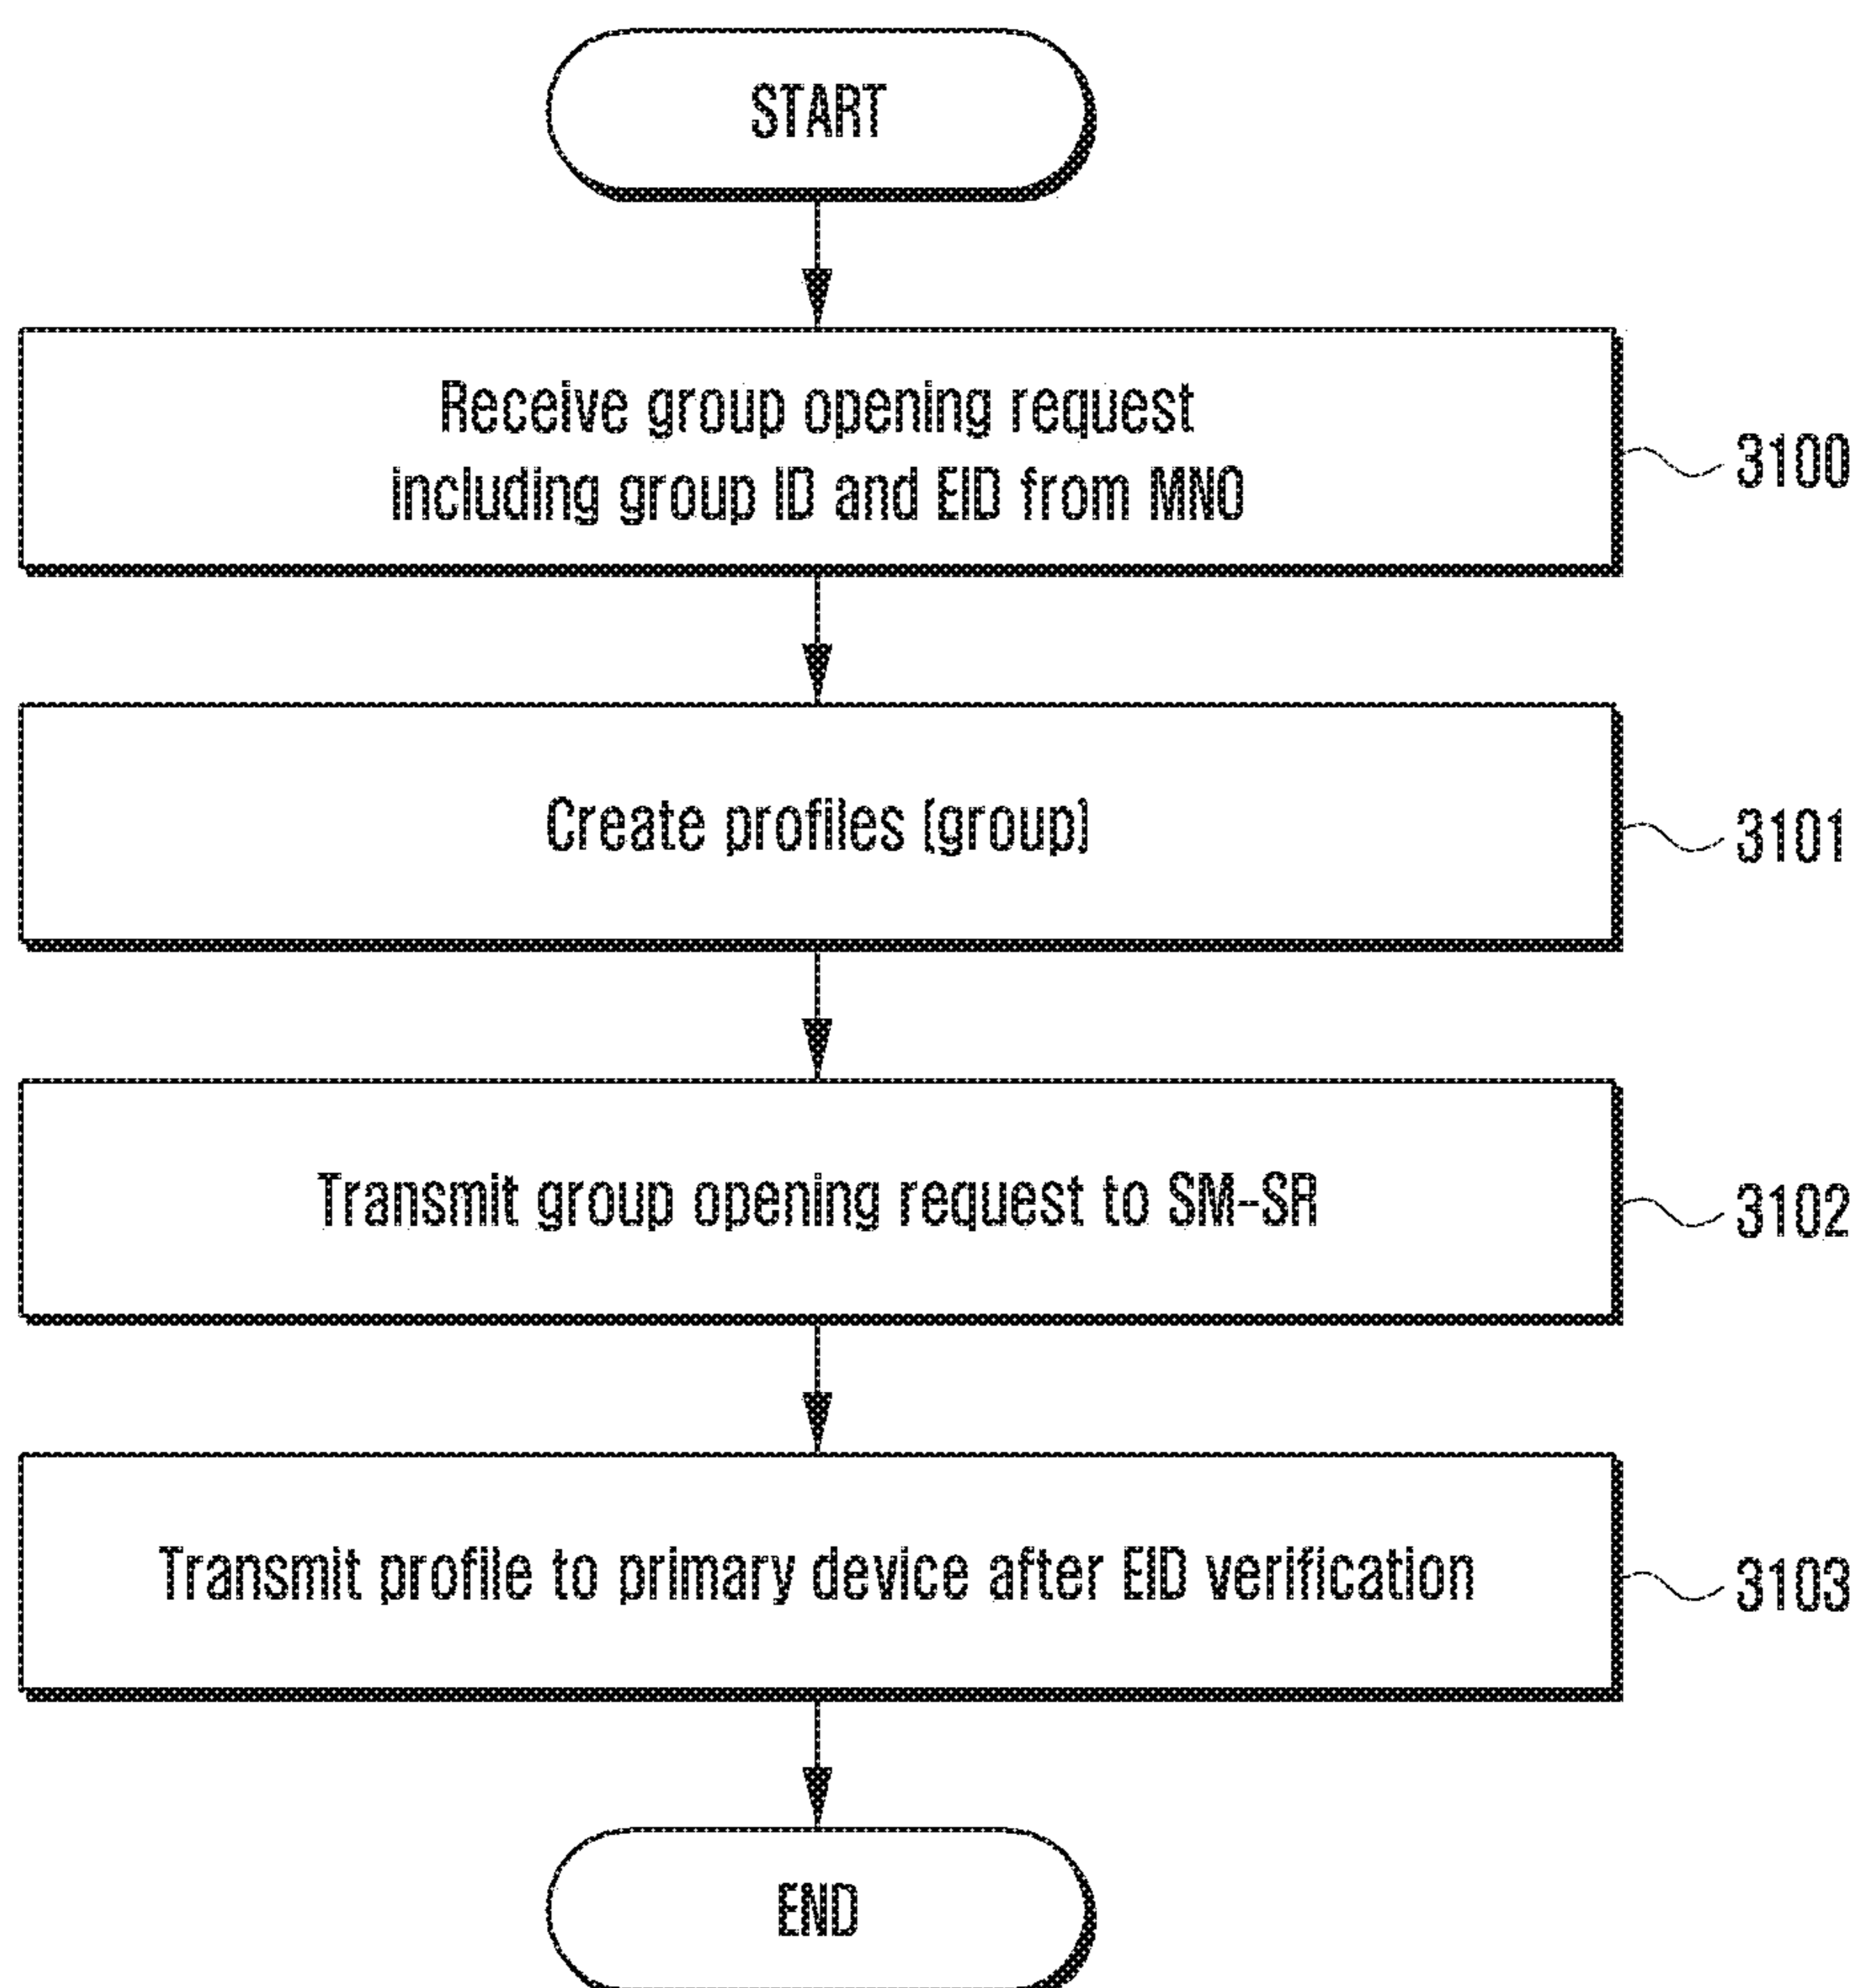 START
Receive group opening request
including group ID and EID from MNO
3100
Create profiles (group)
3101
Transmit group opening request to SM-SR
3102
Transmit profile to primary device after EID verification
3103
END